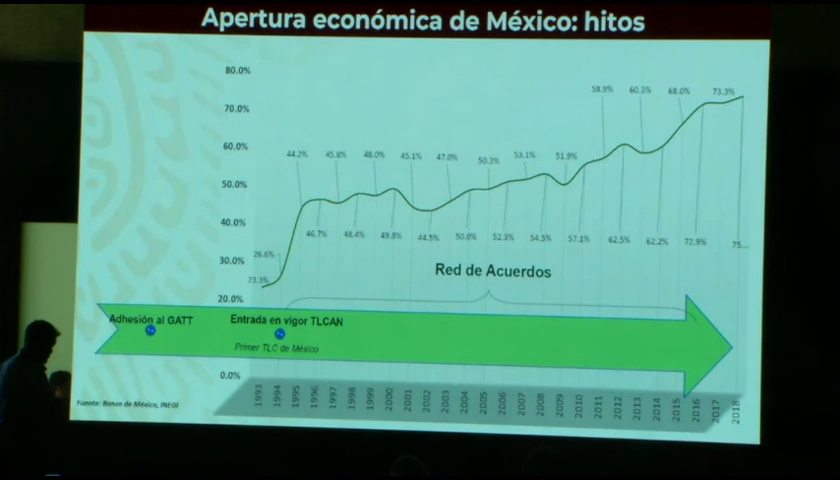 Apertura económica de México: hitos
80.0%
70.0%
60.0%
50.0%
40.0%
30.0%
20.0%
0.0%
58.9% 60.3% 68.0% 73.3%
44.2% 45.8% 48.0% 45.1% 47.0% 50.3% 53.1% 51.9%
46.7% 48.4% 49.8% 44.5% 50.0% 52.3% 54.5% 57.1% 62.5% 62.2% 72.9% 75....
26.6%
23.3%
Red de Acuerdos
Adhesión al GATT
Entrada en vigor TLCAN
Primer TLC de México
1993 1994 1995 1996 1997 1998 1999 2000 2001 2002 2003 2004 2005 2006 2007 2008 2009 2010 2011 2012 2013 2014 2015 2016 2017 2018
Fuente: Banco de México, INEGI